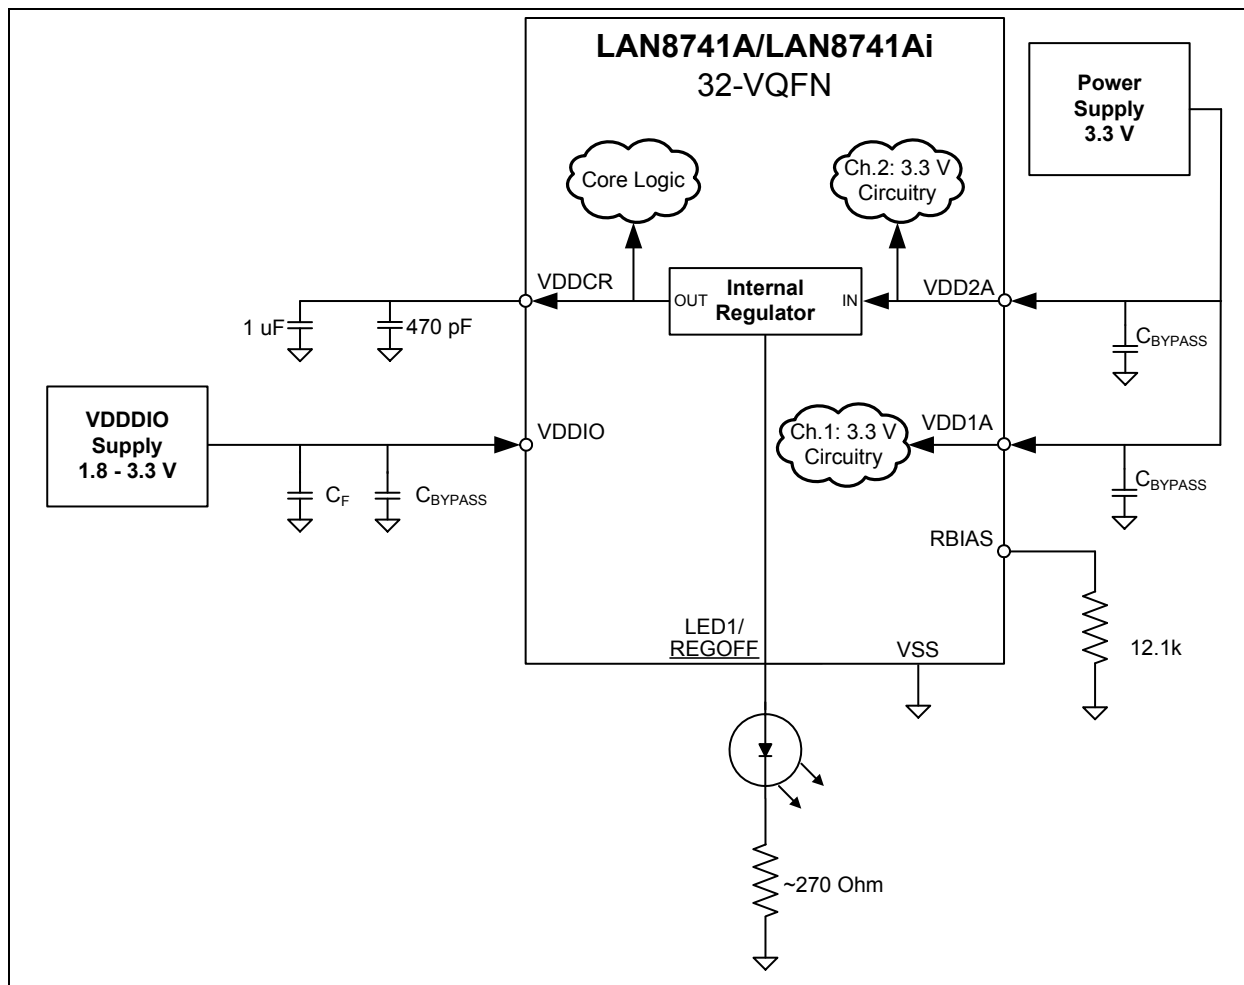 LAN8741A/LAN8741Ai
32-VQFN
Power
Supply
3.3 V
Core Logic
Ch.2: 3.3 V
Circuitry
VDDCR
OUT
Internal
Regulator
IN
VDD2A
1 uF
470 pF
CBYPASS
VDDDIO
Supply
1.8 - 3.3 V
VDDIO
Ch.1: 3.3 V
Circuitry
VDD1A
CF
CBYPASS
CBYPASS
RBIAS
12.1k
LED1/
REGOFF
VSS
~270 Ohm